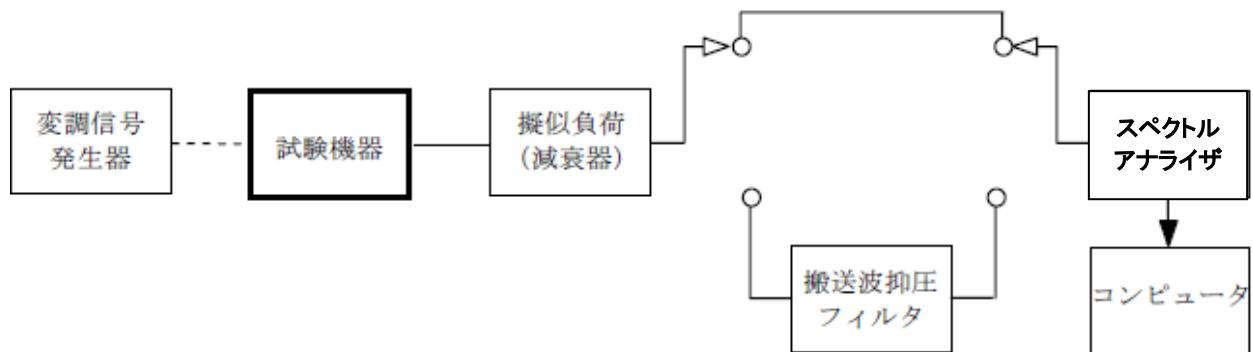 変調信号
発生器
試験機器
擬似負荷
(減衰器)
スペクトル
アナライザ
搬送波抑圧
フィルタ
コンピュータ